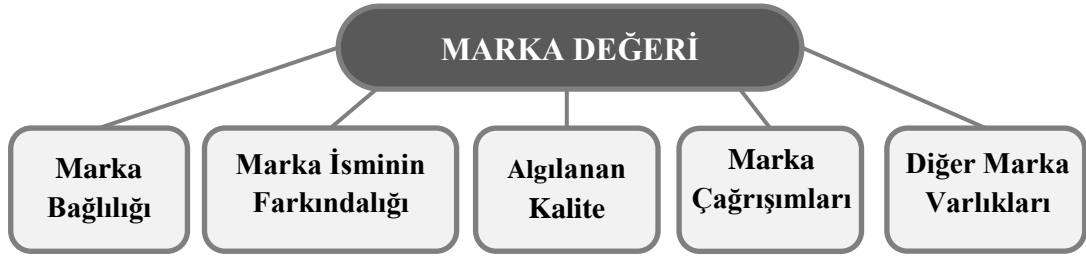 MARKA DEĞERİ
Marka
Bağlılığı
Marka İsminin
Farkındalığı
Algılanan
Kalite
Marka
Çağrışımları
Diğer Marka
Varlıkları